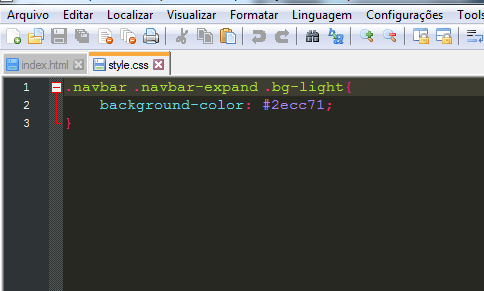 Arquivo Editar Localizar Visualizar Formatar Linguagem Configurações Tools
index.html style.css
1 .navbar .navbar-expand .bg-light{
2 background-color: #2ecc71;
3 }